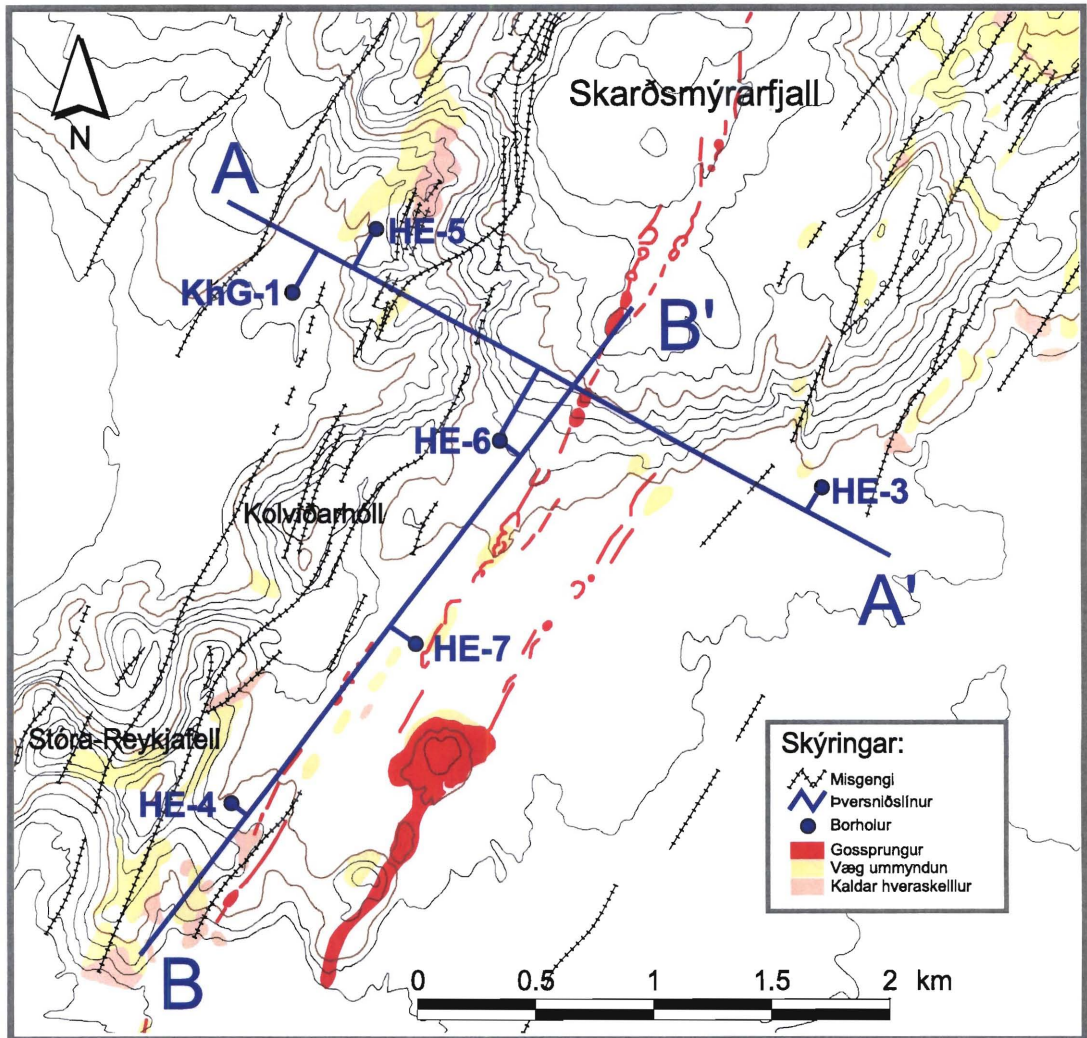 N
Skarðsmýrarfjall
A
HE-5
KhG-1
B'
HE-6
HE-3
Kolviðarhóll
A'
HE-7
Stóra-Reykjafell
HE-4
B
Skýringar:
Misgengi
Þversniðslínur
Borholur
Gossprungur
Væg ummyndun
Kaldar hveraskellur
0 0.5 1 1.5 2 km